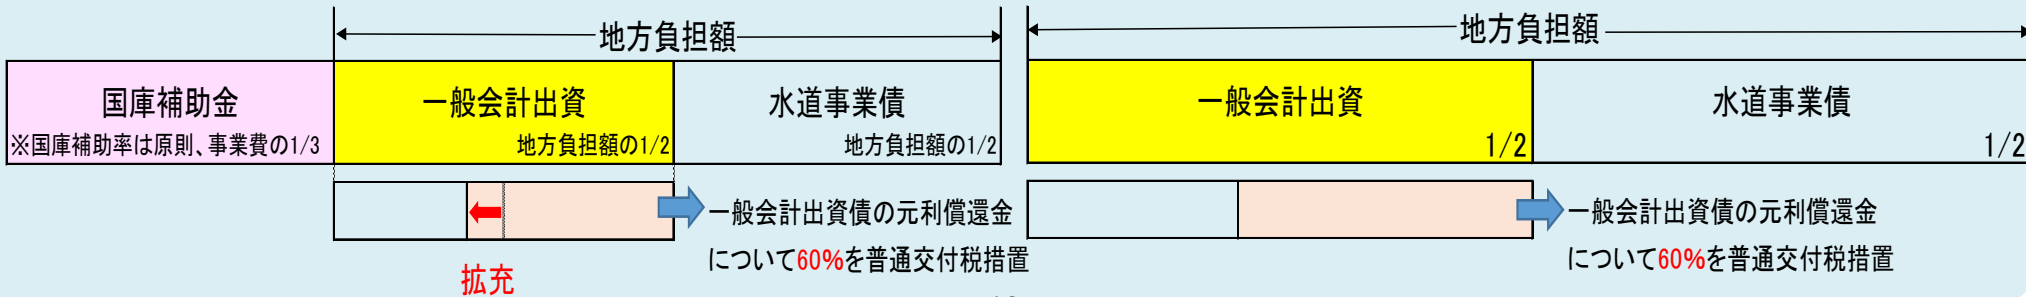 地方負担額
国庫補助金
※国庫補助率は原則、事業費の1/3
一般会計出資
地方負担額の1/2
水道事業債
地方負担額の1/2
一般会計出資債の元利償還金
について60%を普通交付税措置
拡充
地方負担額
一般会計出資
1/2
水道事業債
1/2
一般会計出資債の元利償還金
について60%を普通交付税措置